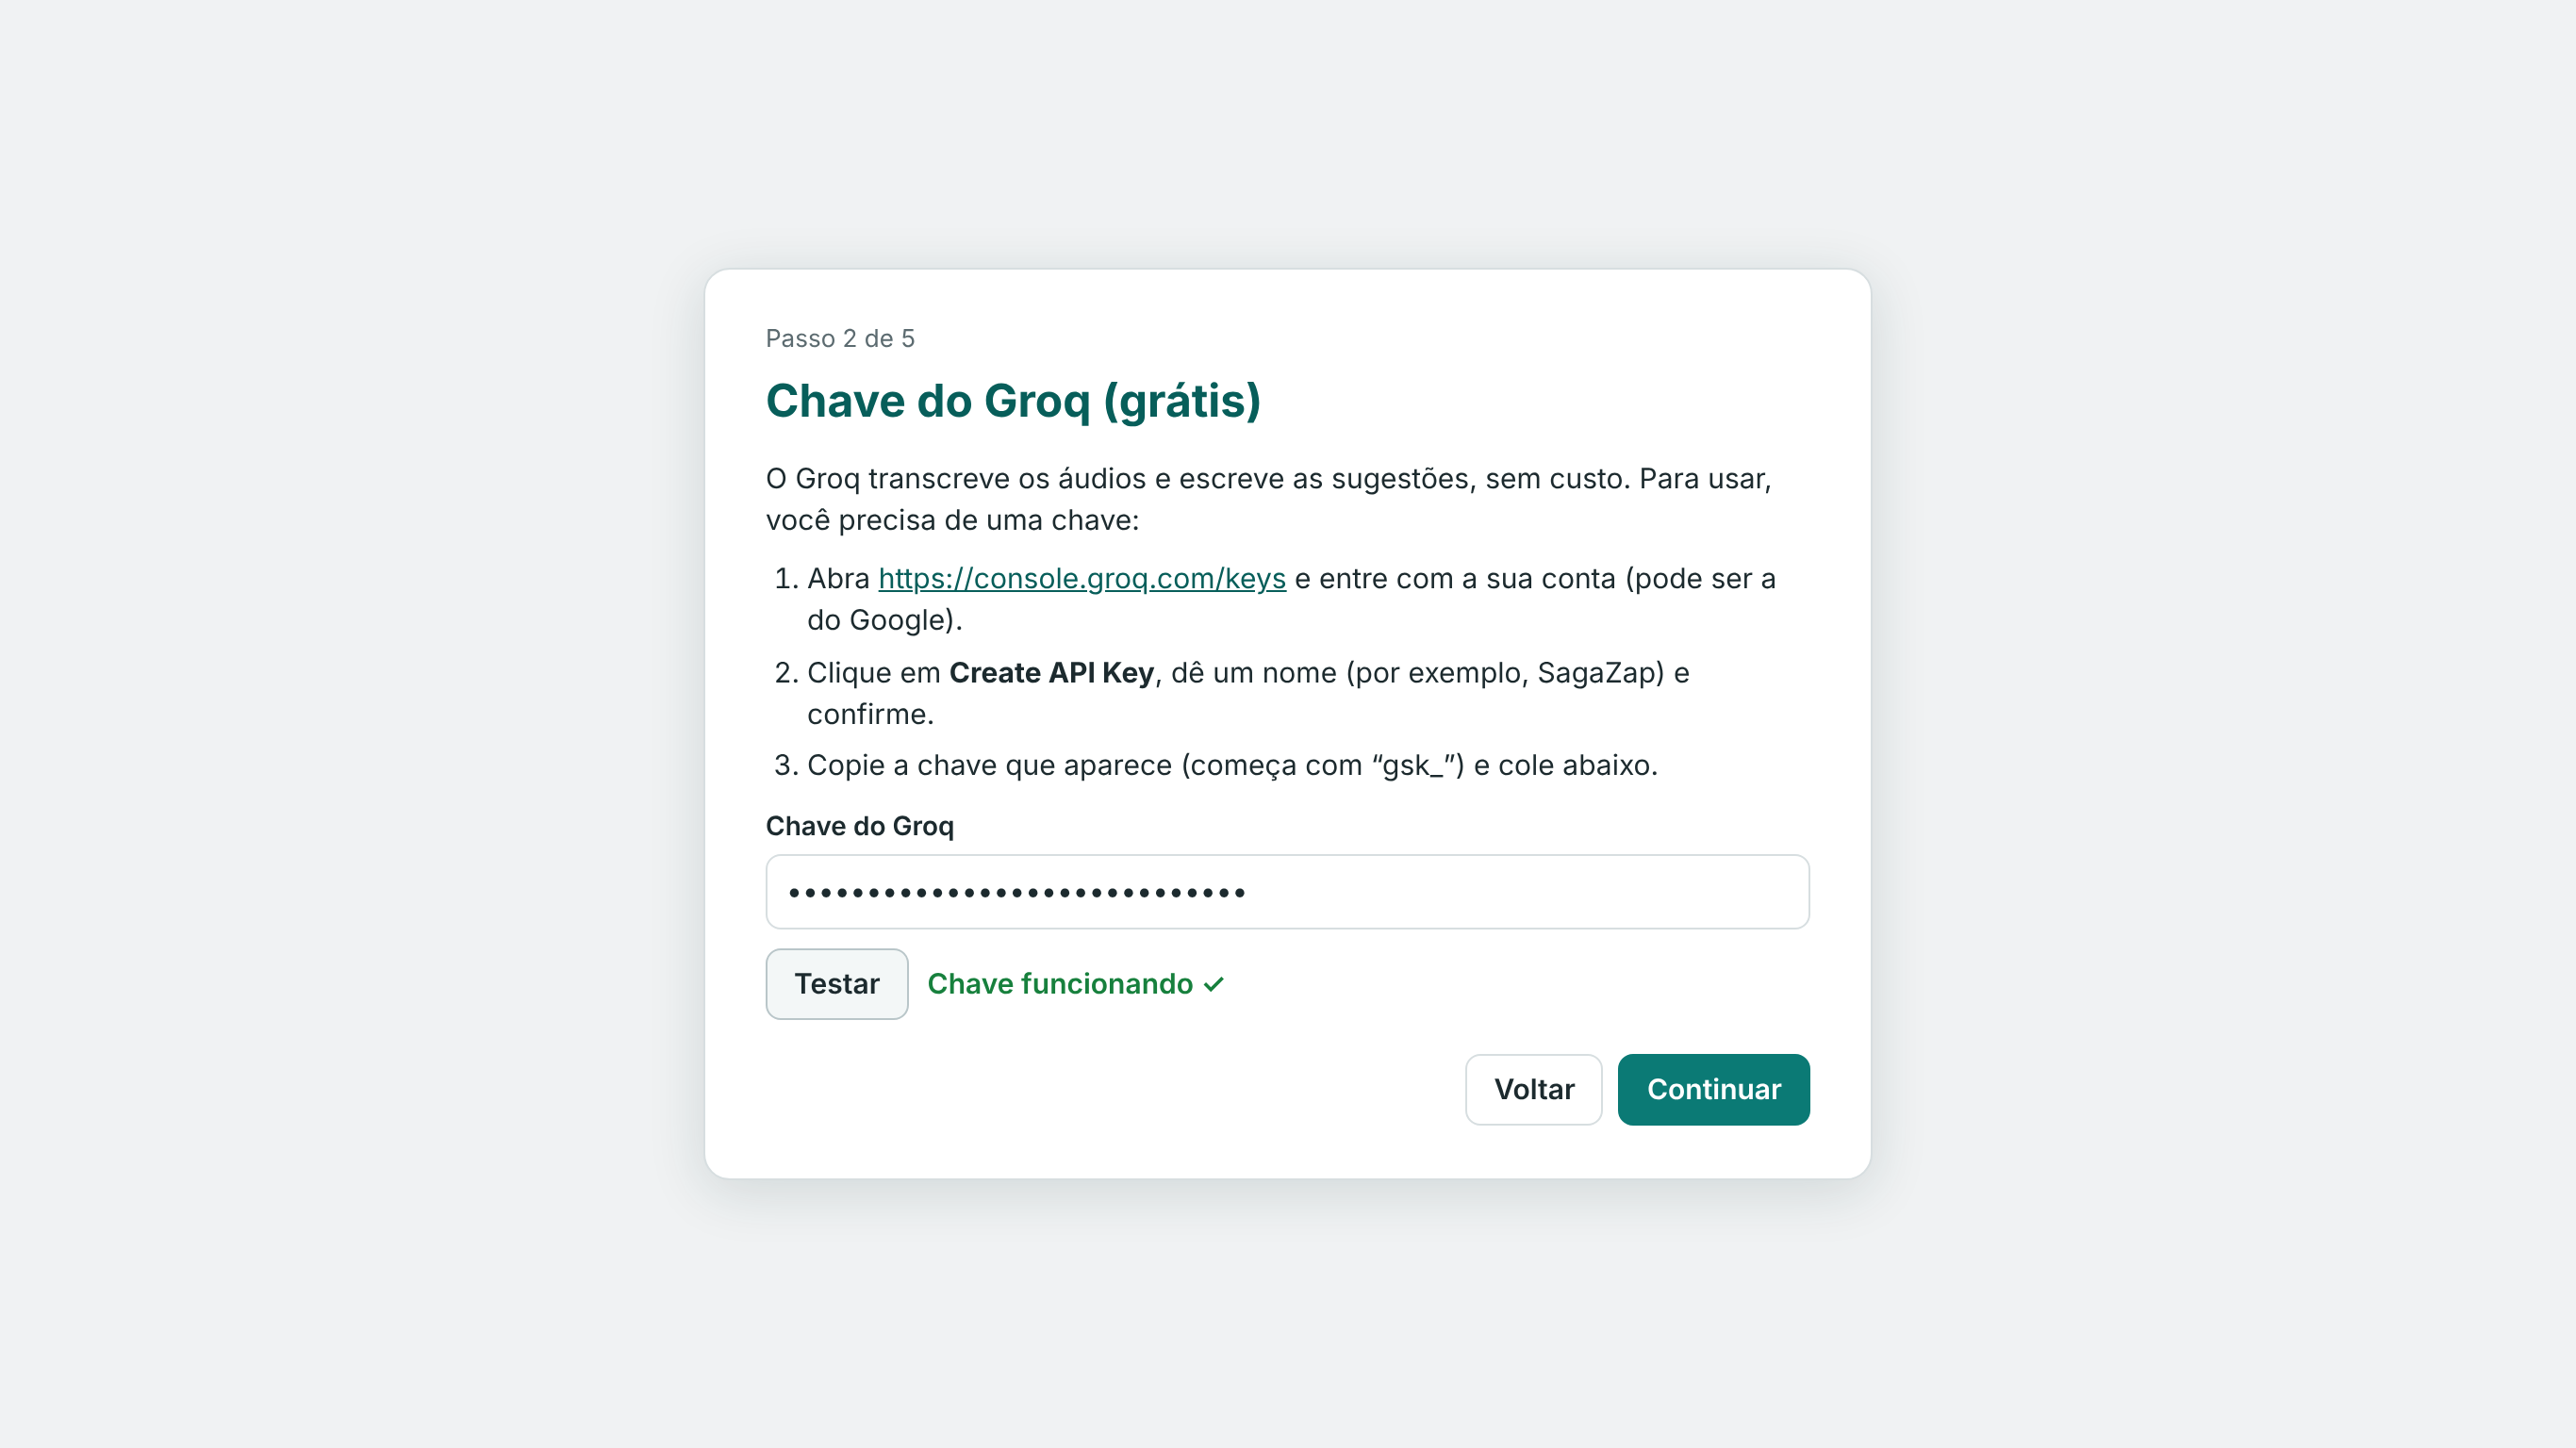 Passo 2 de 5
Chave do Groq (grátis)
O Groq transcreve os áudios e escreve as sugestões, sem custo. Para usar,
você precisa de uma chave:
1. Abra https://console.groq.com/keys e entre com a sua conta (pode ser a
do Google).
2. Clique em Create API Key, dê um nome (por exemplo, SagaZap) e
confirme.
3. Copie a chave que aparece (começa com “gsk_”) e cole abaixo.
Chave do Groq
•••••••••••••••••••••••••••••
Testar Chave funcionando ✓
Voltar Continuar